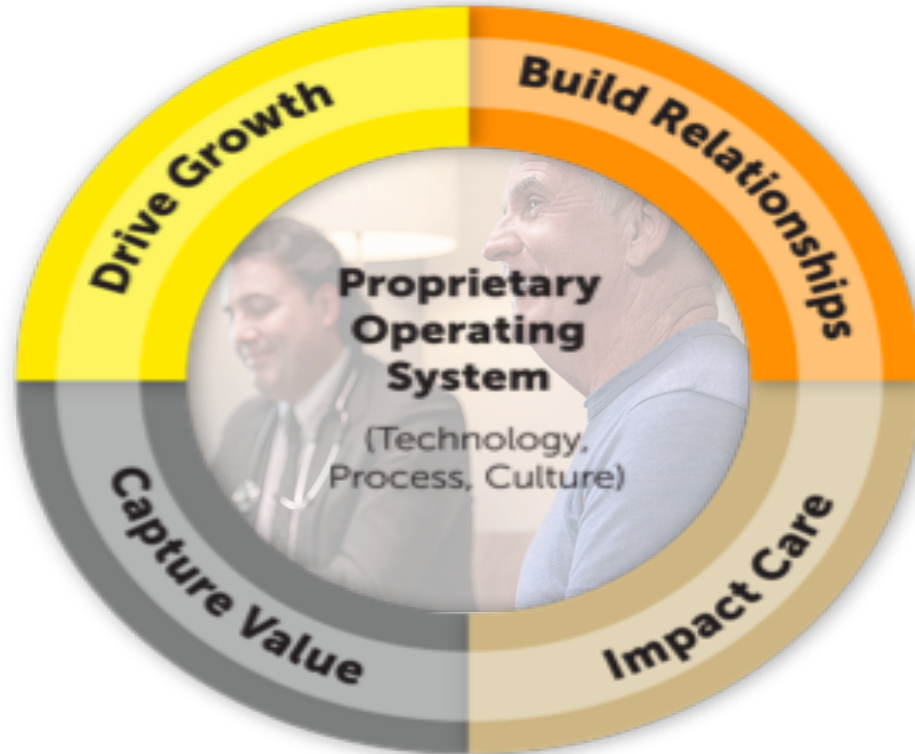 Drive Growth
Build Relationships
Proprietary
Operating
System
(Technology,
Process, Culture)
Capture Value
Impact Care